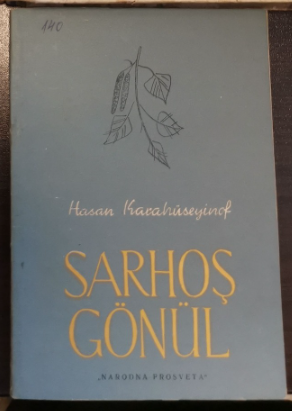 140
Hasan Karahüseyinof
SARHOŞ
GÖNÜL
„NARODNA PROSVETA“